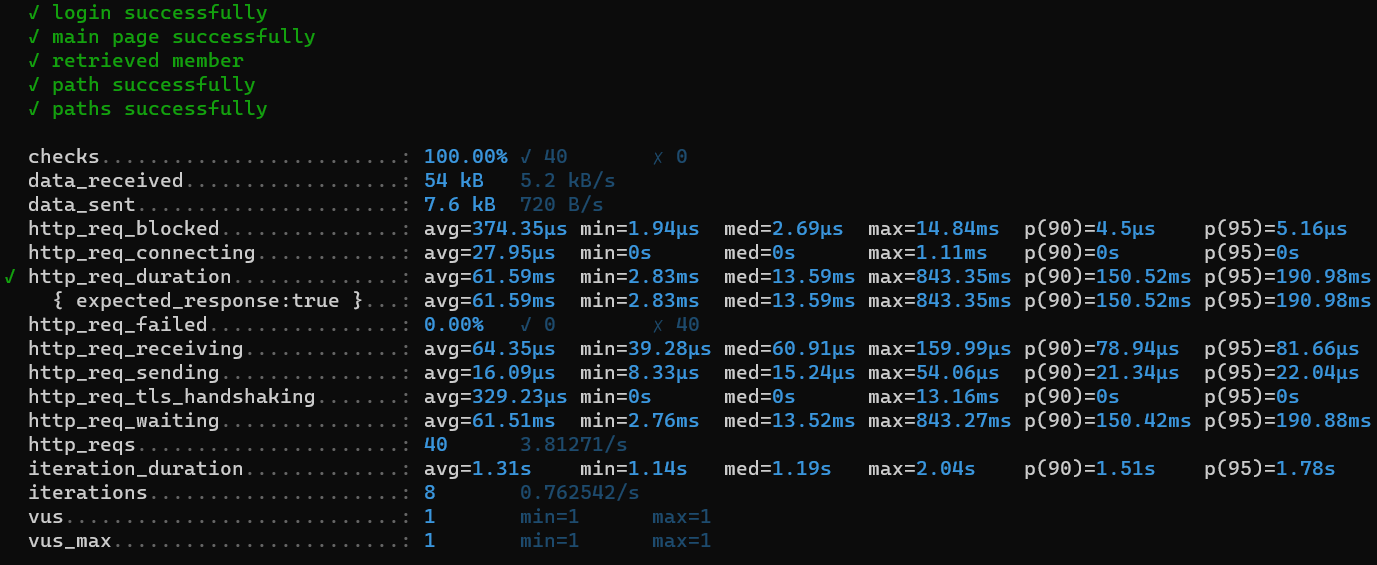 ✓ login successfully
✓ main page successfully
✓ retrieved member
✓ path successfully
✓ paths successfully
checks.........................: 100.00% ✓ 40 ✗ 0
data_received..................: 54 kB 5.2 kB/s
data_sent......................: 7.6 kB 720 B/s
http_req_blocked...............: avg=374.35µs min=1.94µs med=2.69µs max=14.84ms p(90)=4.5µs p(95)=5.16µs
http_req_connecting............: avg=27.95µs min=0s med=0s max=1.11ms p(90)=0s p(95)=0s
✓ http_req_duration..............: avg=61.59ms min=2.83ms med=13.59ms max=843.35ms p(90)=150.52ms p(95)=190.98ms
{ expected_response:true }...: avg=61.59ms min=2.83ms med=13.59ms max=843.35ms p(90)=150.52ms p(95)=190.98ms
http_req_failed................: 0.00% ✓ 0 ✗ 40
http_req_receiving.............: avg=64.35µs min=39.28µs med=60.91µs max=159.99µs p(90)=78.94µs p(95)=81.66µs
http_req_sending...............: avg=16.09µs min=8.33µs med=15.24µs max=54.06µs p(90)=21.34µs p(95)=22.04µs
http_req_tls_handshaking.......: avg=329.23µs min=0s med=0s max=13.16ms p(90)=0s p(95)=0s
http_req_waiting...............: avg=61.51ms min=2.76ms med=13.52ms max=843.27ms p(90)=150.42ms p(95)=190.88ms
http_reqs......................: 40 3.81271/s
iteration_duration.............: avg=1.31s min=1.14s med=1.19s max=2.04s p(90)=1.51s p(95)=1.78s
iterations.....................: 8 0.762542/s
vus............................: 1 min=1 max=1
vus_max........................: 1 min=1 max=1